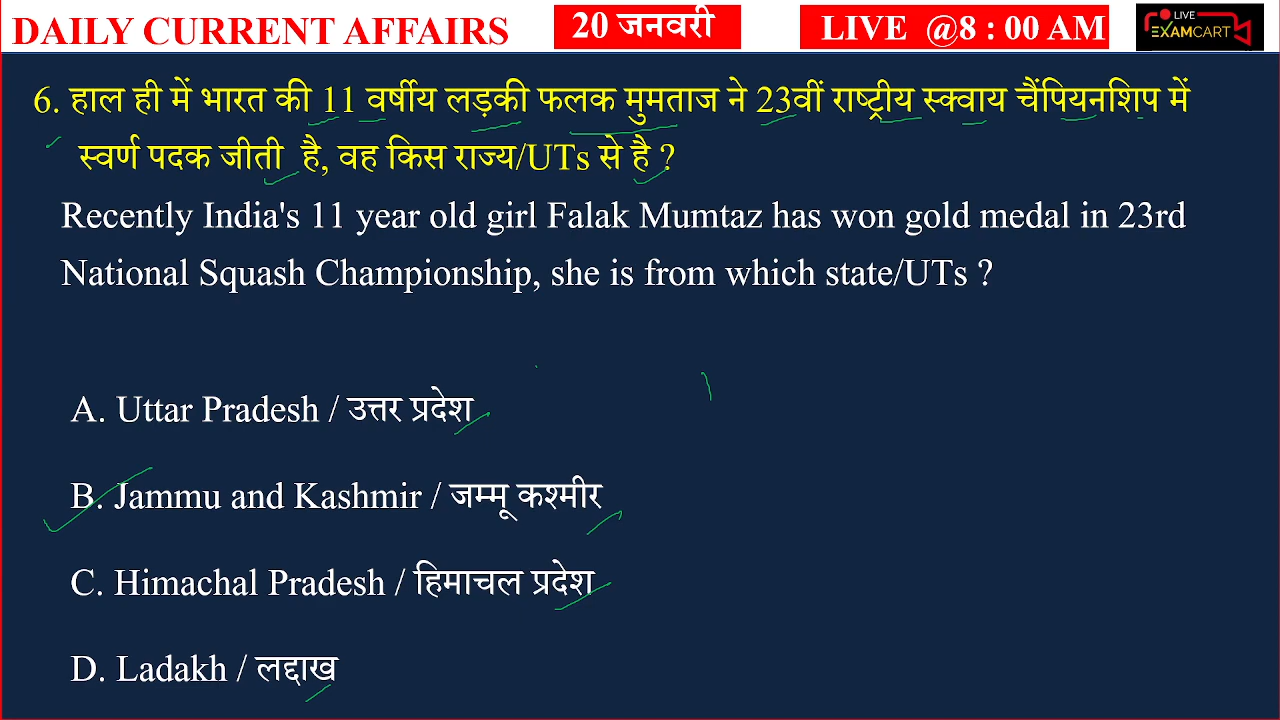 DAILY CURRENT AFFAIRS
20 जनवरी
LIVE @8 : 00 AM
LIVE
EXAMCART
6. हाल ही में भारत की 11 वर्षीय लड़की फलक मुमताज ने 23वीं राष्ट्रीय स्क्वाय चैंपियनशिप में
स्वर्ण पदक जीती है, वह किस राज्य/UTs से है ?
Recently India's 11 year old girl Falak Mumtaz has won gold medal in 23rd
National Squash Championship, she is from which state/UTs ?
A. Uttar Pradesh / उत्तर प्रदेश
B. Jammu and Kashmir / जम्मू कश्मीर
C. Himachal Pradesh / हिमाचल प्रदेश
D. Ladakh / लद्दाख